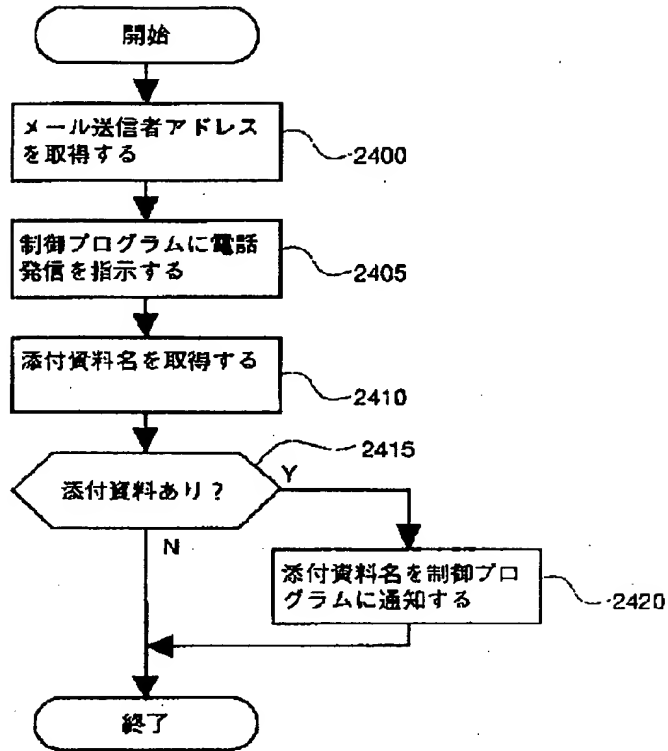 開始
メール送信者アドレス
を取得する
2400
制御プログラムに電話
発信を指示する
2405
添付資料名を取得する
2410
2415
添付資料あり?
Y
N
添付資料名を制御プロ
グラムに通知する
2420
終了